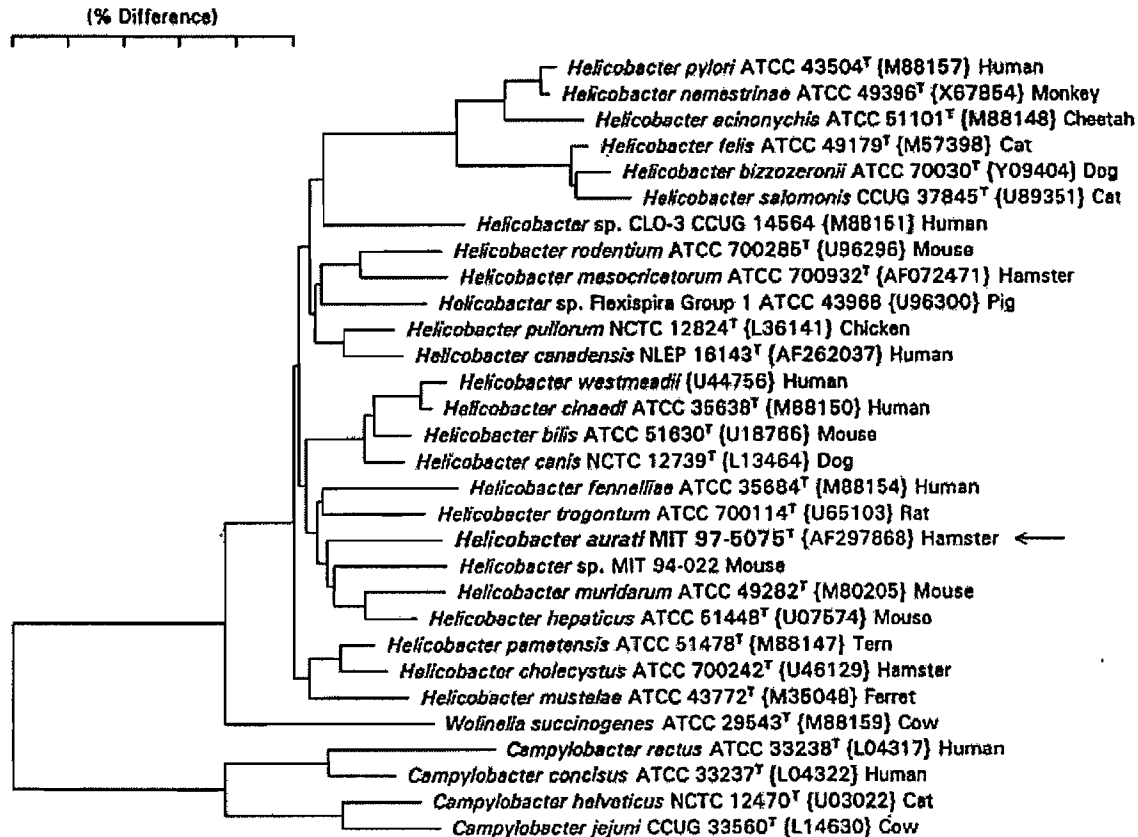 (% Difference)
Helicobacter pylori ATCC 43504ᵀ {M88157} Human
Helicobacter nemestrinae ATCC 49396ᵀ {X67854} Monkey
Helicobacter acinonychis ATCC 51101ᵀ {M88148} Cheetah
Helicobacter felis ATCC 49179ᵀ {M57398} Cat
Helicobacter bizzozeronii ATCC 70030ᵀ {Y09404} Dog
Helicobacter salomonis CCUG 37845ᵀ {U89351} Cat
Helicobacter sp. CLO-3 CCUG 14564 {M88151} Human
Helicobacter rodentium ATCC 700285ᵀ {U96296} Mouse
Helicobacter mesocricetorum ATCC 700932ᵀ {AF072471} Hamster
Helicobacter sp. Flexispira Group 1 ATCC 43968 {U96300} Pig
Helicobacter pullorum NCTC 12824ᵀ {L36141} Chicken
Helicobacter canadensis NLEP 16143ᵀ {AF262037} Human
Helicobacter westmeadii {U44756} Human
Helicobacter cinaedi ATCC 35638ᵀ {M88150} Human
Helicobacter bilis ATCC 51630ᵀ {U18766} Mouse
Helicobacter canis NCTC 12739ᵀ {L13464} Dog
Helicobacter fennelliae ATCC 35684ᵀ {M88154} Human
Helicobacter trogontum ATCC 700114ᵀ {U65103} Rat
Helicobacter aurati MIT 97-5075ᵀ {AF297868} Hamster
Helicobacter sp. MIT 94-022 Mouse
Helicobacter muridarum ATCC 49282ᵀ {M80205} Mouse
Helicobacter hepaticus ATCC 51448ᵀ {U07574} Mouse
Helicobacter pametensis ATCC 51478ᵀ {M88147} Tern
Helicobacter cholecystus ATCC 700242ᵀ {U46129} Hamster
Helicobacter mustelae ATCC 43772ᵀ {M35048} Ferret
Wolinella succinogenes ATCC 29543ᵀ {M88159} Cow
Campylobacter rectus ATCC 33238ᵀ {L04317} Human
Campylobacter concisus ATCC 33237ᵀ {L04322} Human
Campylobacter helveticus NCTC 12470ᵀ {U03022} Cat
Campylobacter jejuni CCUG 33560ᵀ {L14630} Cow